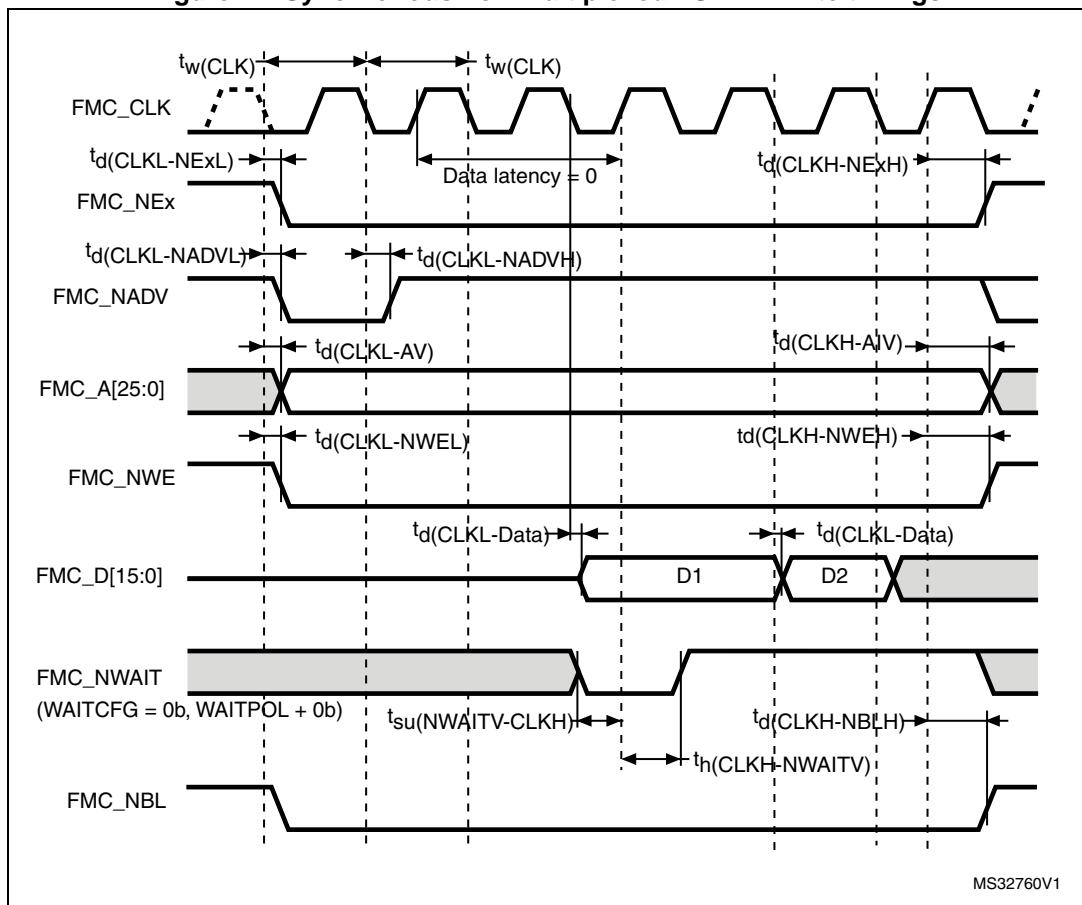 tw(CLK)
tw(CLK)
FMC_CLK
td(CLKL-NExL)
Data latency = 0
td(CLKH-NExH)
FMC_NEx
td(CLKL-NADVL)
td(CLKL-NADVH)
FMC_NADV
td(CLKL-AV)
td(CLKH-AIV)
FMC_A[25:0]
td(CLKL-NWEL)
td(CLKH-NWEH)
FMC_NWE
td(CLKL-Data)
td(CLKL-Data)
FMC_D[15:0]
D1
D2
FMC_NWAIT
(WAITCFG = 0b, WAITPOL + 0b)
tsu(NWAITV-CLKH)
td(CLKH-NBLH)
th(CLKH-NWAITV)
FMC_NBL
MS32760V1